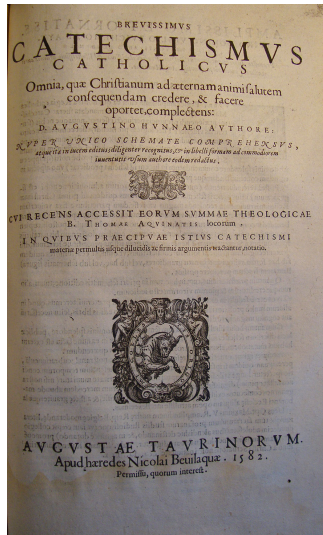 BREVISSIMVS
CATECHISMVS
CATHOLICVS
Omnia, quæ Christianum ad æternam animi salutem
consequendam credere, & facere
oportet, complectens:
D. AVGVSTINO HVNNAEO AVTHORE:
NVPER VNICO SCHEMATE COMPREHENSVS,
atque ita in lucem editus; diligenter recognitus, & in libelli formam ad commodiorem
iuuentutis vsum authore eodem redactus.
CVI RECENS ACCESSIT EORVM SVMMAE THEOLOGICAE
B. THOMAE AQVINATIS locorum,
IN QVIBVS PRAECIPVAE ISTIVS CATECHISMI
materiæ permultis iisque dilucidis ac firmis argumentis tractantur, notatio.
AVGVSTAE TAVRINORVM.
Apud hæredes Nicolai Beuilaquæ. 1582.
Permissu, quorum interest.